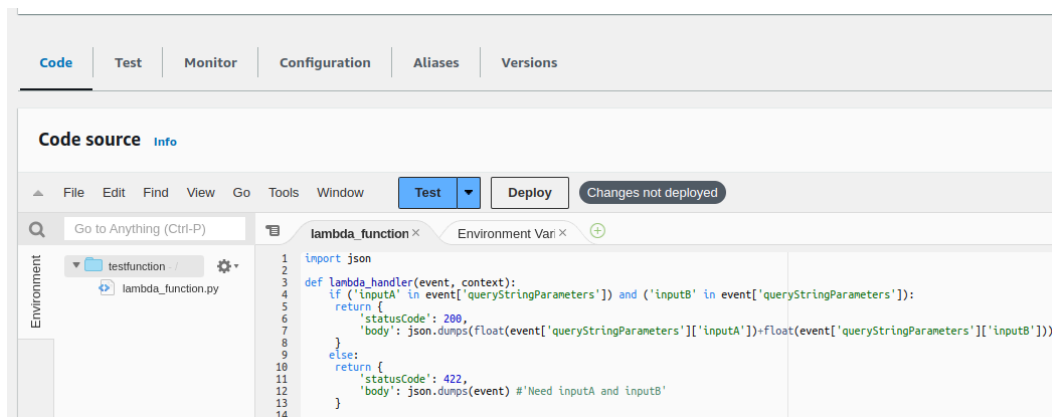 Code Test Monitor Configuration Aliases Versions
Code source Info
File Edit Find View Go Tools Window Test Deploy Changes not deployed
Go to Anything (Ctrl-P) lambda_function × Environment Vari ×
Environment
testfunction - /
lambda_function.py
1 import json
2
3 def lambda_handler(event, context):
4     if ('inputA' in event['queryStringParameters']) and ('inputB' in event['queryStringParameters']):
5      return {
6          'statusCode': 200,
7          'body': json.dumps(float(event['queryStringParameters']['inputA'])+float(event['queryStringParameters']['inputB']))
8      }
9     else:
10      return {
11          'statusCode': 422,
12          'body': json.dumps(event) #'Need inputA and inputB'
13      }
14